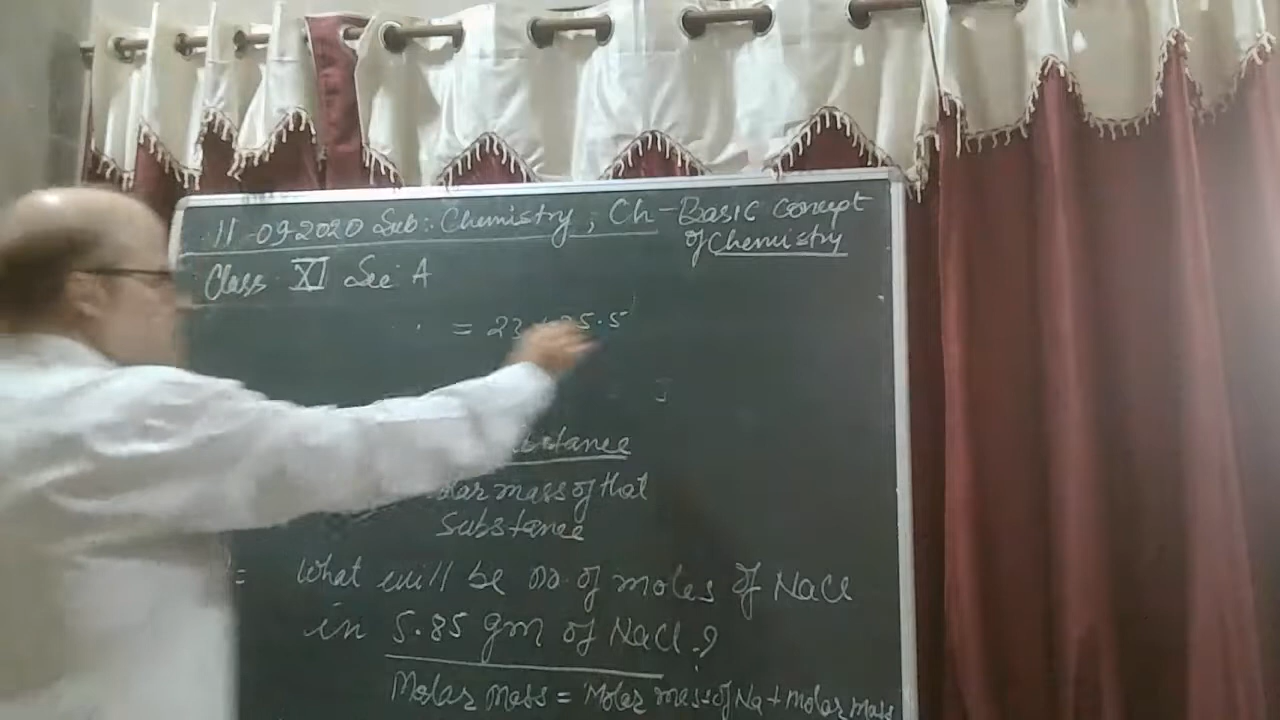 11-09-2020 Sub: Chemistry, Ch-Basic Concept
of Chemistry
Class XI Sec A
= 23 + 35.5
molar mass of that
Substance
= What will be no. of moles of NaCl
in 5.85 gm of NaCl ?
Molar Mass = Molar mass of Na + molar mass